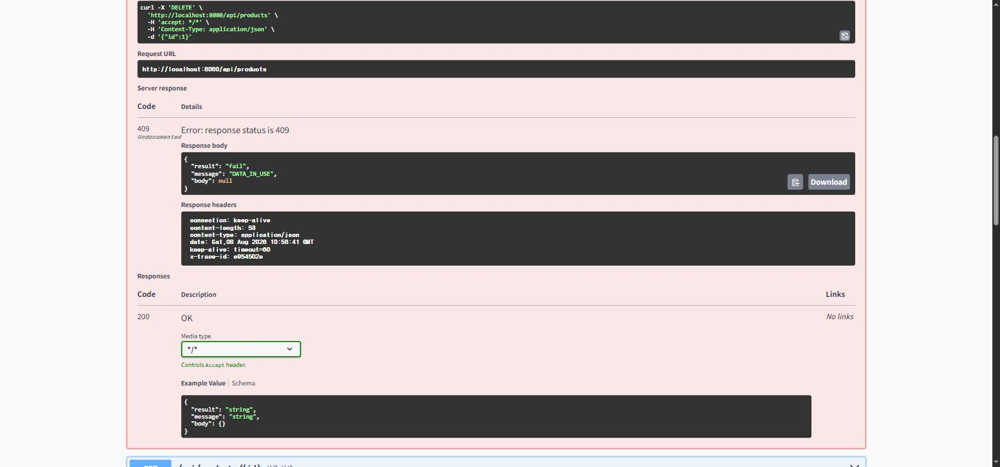 curl -X 'DELETE' \
'http://localhost:8080/api/products' \
-H 'accept: */*' \
-H 'Content-Type: application/json' \
-d '{"id":1}'
Request URL
http://localhost:8080/api/products
Server response
Code Details
409 Error: response status is 409
Undocumented
Response body
{
"result": "fail",
"message": "DATA_IN_USE",
"body": null
}
Download
Response headers
connection: keep-alive
content-length: 58
content-type: application/json
date: Sat,08 Aug 2026 10:58:41 GMT
keep-alive: timeout=60
x-trace-id: e954502e
Responses
Code Description Links
200 OK No links
Media type
*/*
Controls Accept header.
Example Value Schema
{
"result": "string",
"message": "string",
"body": {}
}